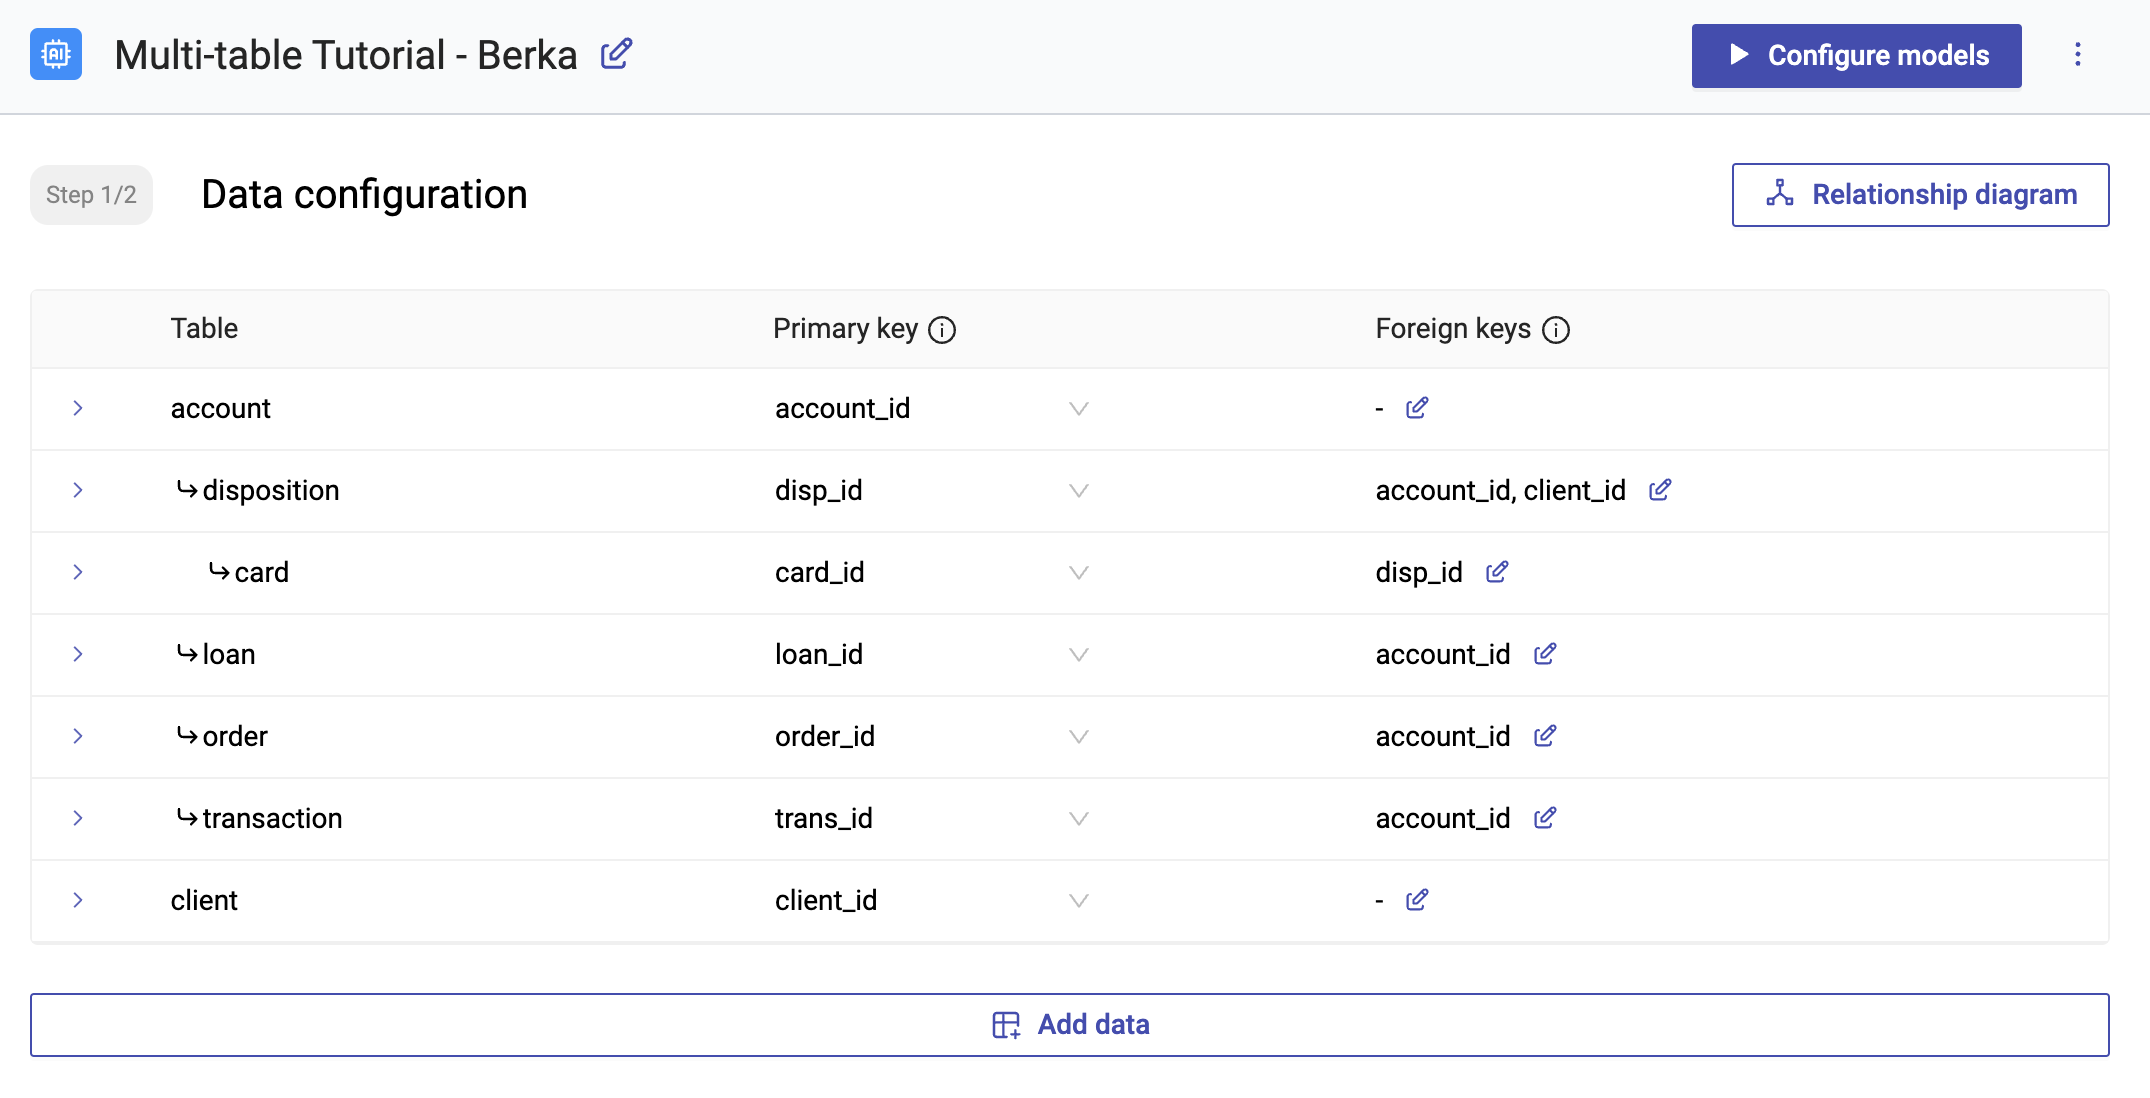 AI Multi-table Tutorial - Berka Configure models
Step 1/2 Data configuration Relationship diagram
Table Primary key Foreign keys
account account_id -
disposition disp_id account_id, client_id
card card_id disp_id
loan loan_id account_id
order order_id account_id
transaction trans_id account_id
client client_id -
Add data